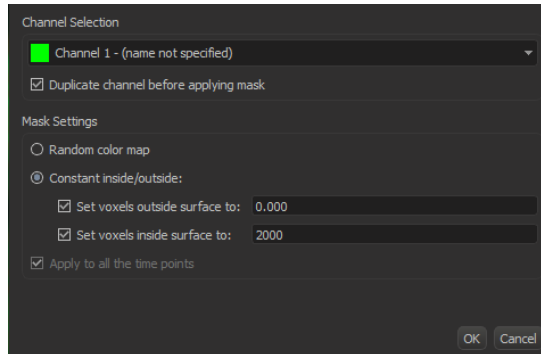 Channel Selection
Channel 1 - (name not specified)
Duplicate channel before applying mask
Mask Settings
Random color map
Constant inside/outside:
Set voxels outside surface to: 0.000
Set voxels inside surface to: 2000
Apply to all the time points
OK Cancel